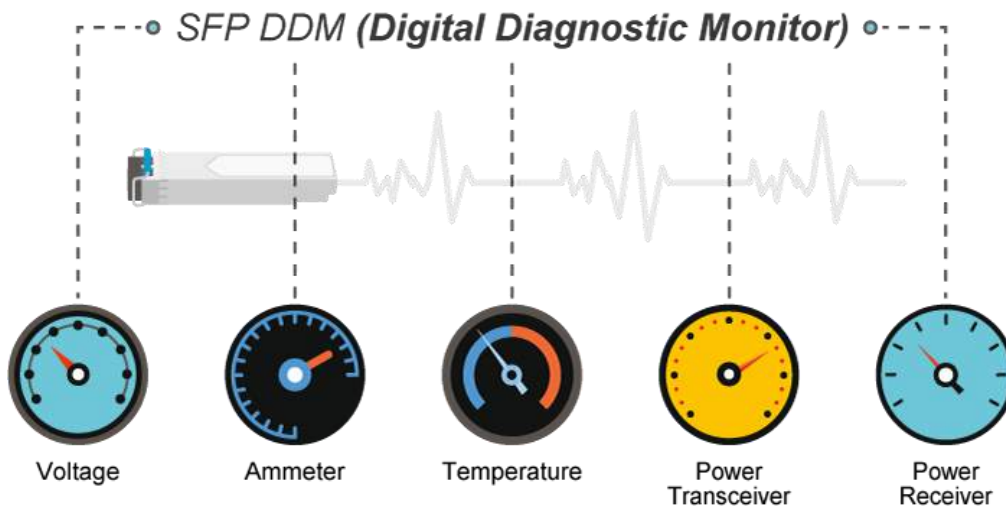 SFP DDM (Digital Diagnostic Monitor)
Voltage
Ammeter
Temperature
Power
Transceiver
Power
Receiver